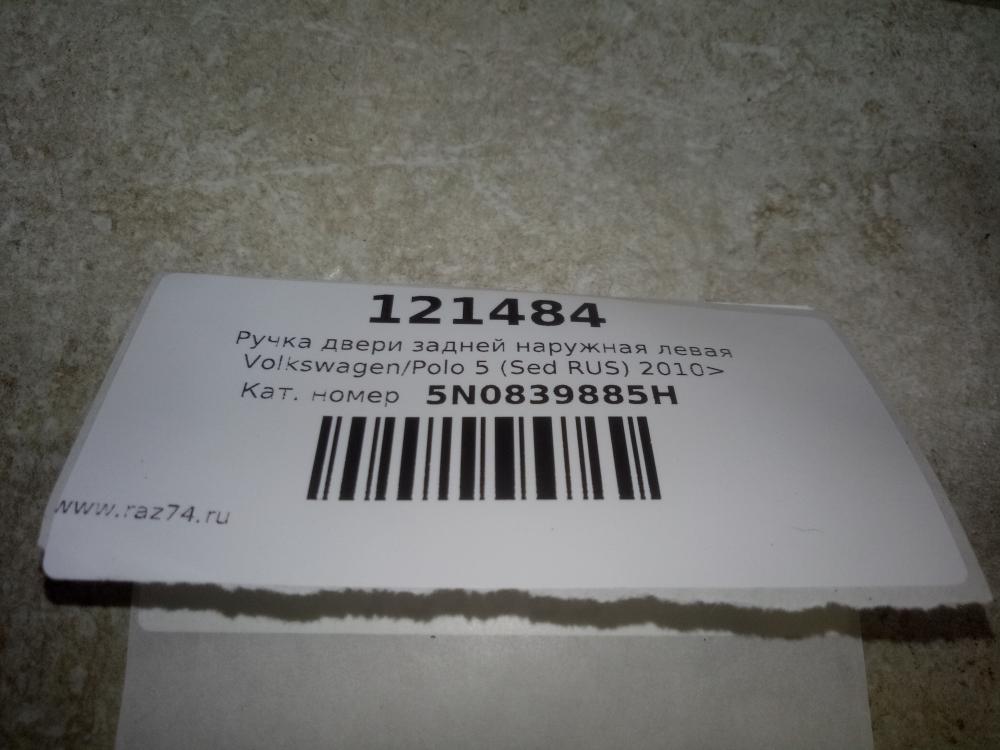 121484
Ручка двери задней наружная левая
Volkswagen/Polo 5 (Sed RUS) 2010>
Кат. номер 5N0839885H
www.raz74.ru